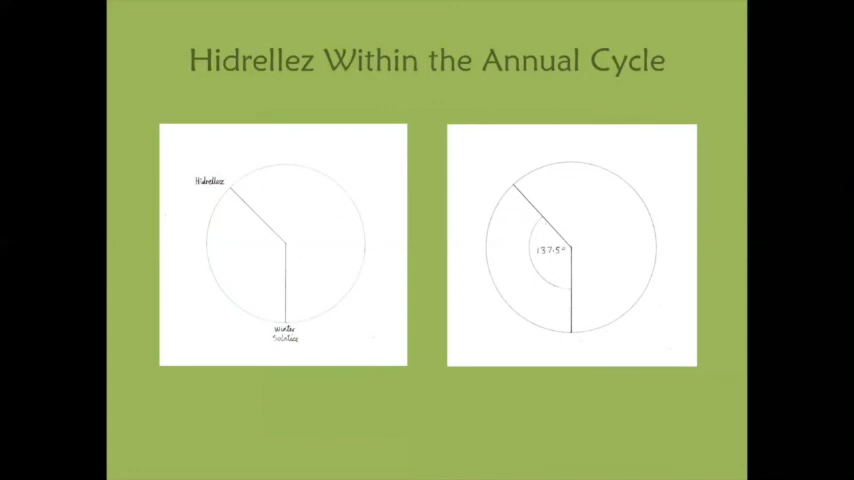 Hidrellez Within the Annual Cycle
Hidrellez
Winter
Solstice
137.5°